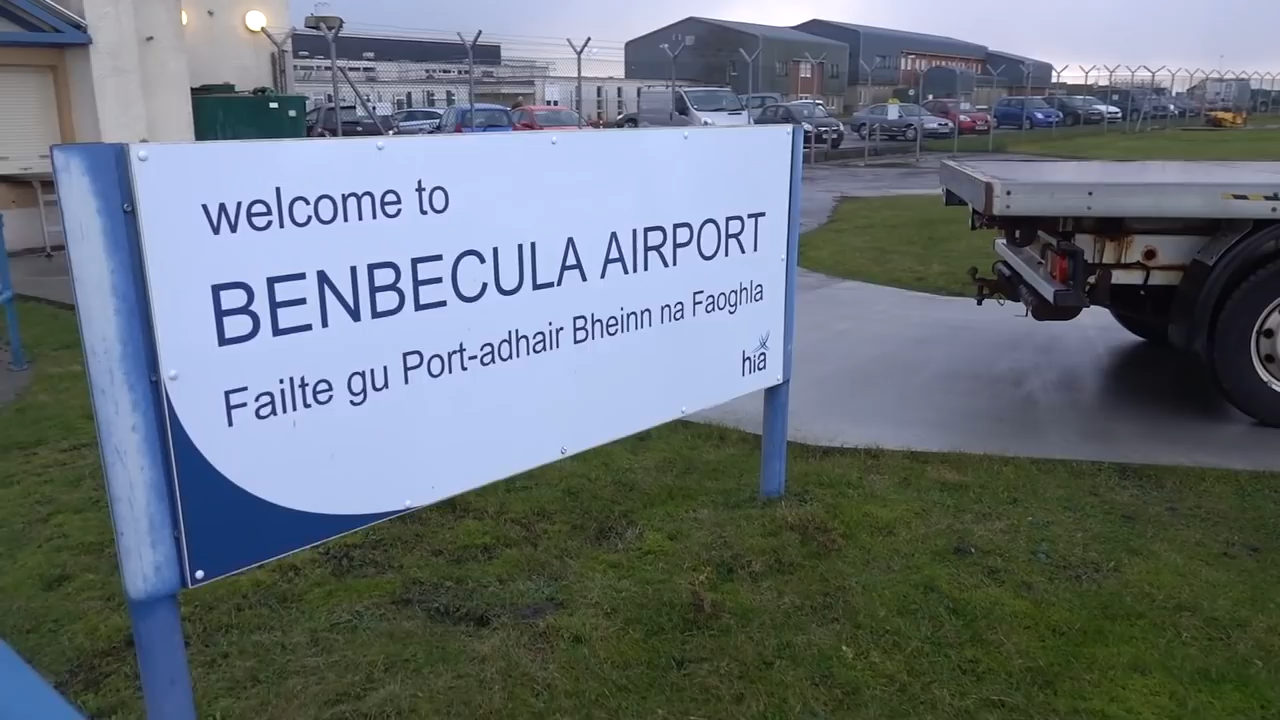 welcome to
BENBECULA AIRPORT
Failte gu Port-adhair Bheinn na Faoghla
hia